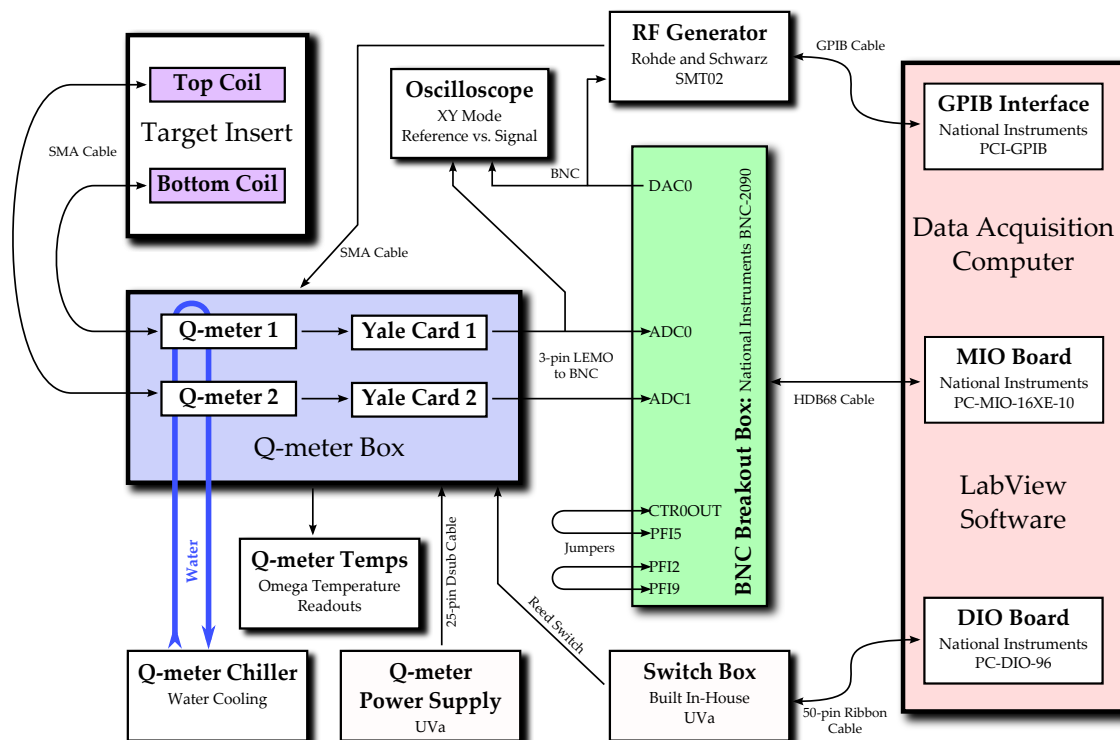 RF Generator
Rohde and Schwarz
SMT02
GPIB Cable
Top Coil
Target Insert
Bottom Coil
SMA Cable
Oscilloscope
XY Mode
Reference vs. Signal
BNC
GPIB Interface
National Instruments
PCI-GPIB
Data Acquisition
Computer
DAC0
SMA Cable
Q-meter 1
Yale Card 1
Q-meter 2
Yale Card 2
Q-meter Box
3-pin LEMO
to BNC
ADC0
ADC1
BNC Breakout Box: National Instruments BNC-2090
HDB68 Cable
MIO Board
National Instruments
PC-MIO-16XE-10
LabView
Software
CTR0OUT
PFI5
Jumpers
PFI2
PFI9
Water
Q-meter Temps
Omega Temperature
Readouts
25-pin Dsub Cable
Reed Switch
Q-meter Chiller
Water Cooling
Q-meter
Power Supply
UVa
Switch Box
Built In-House
UVa
50-pin Ribbon
Cable
DIO Board
National Instruments
PC-DIO-96